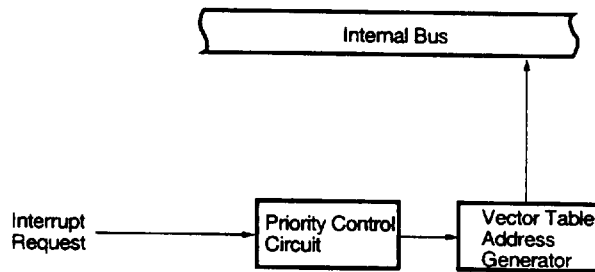 Internal Bus
Interrupt
Request
Priority Control
Circuit
Vector Table
Address
Generator